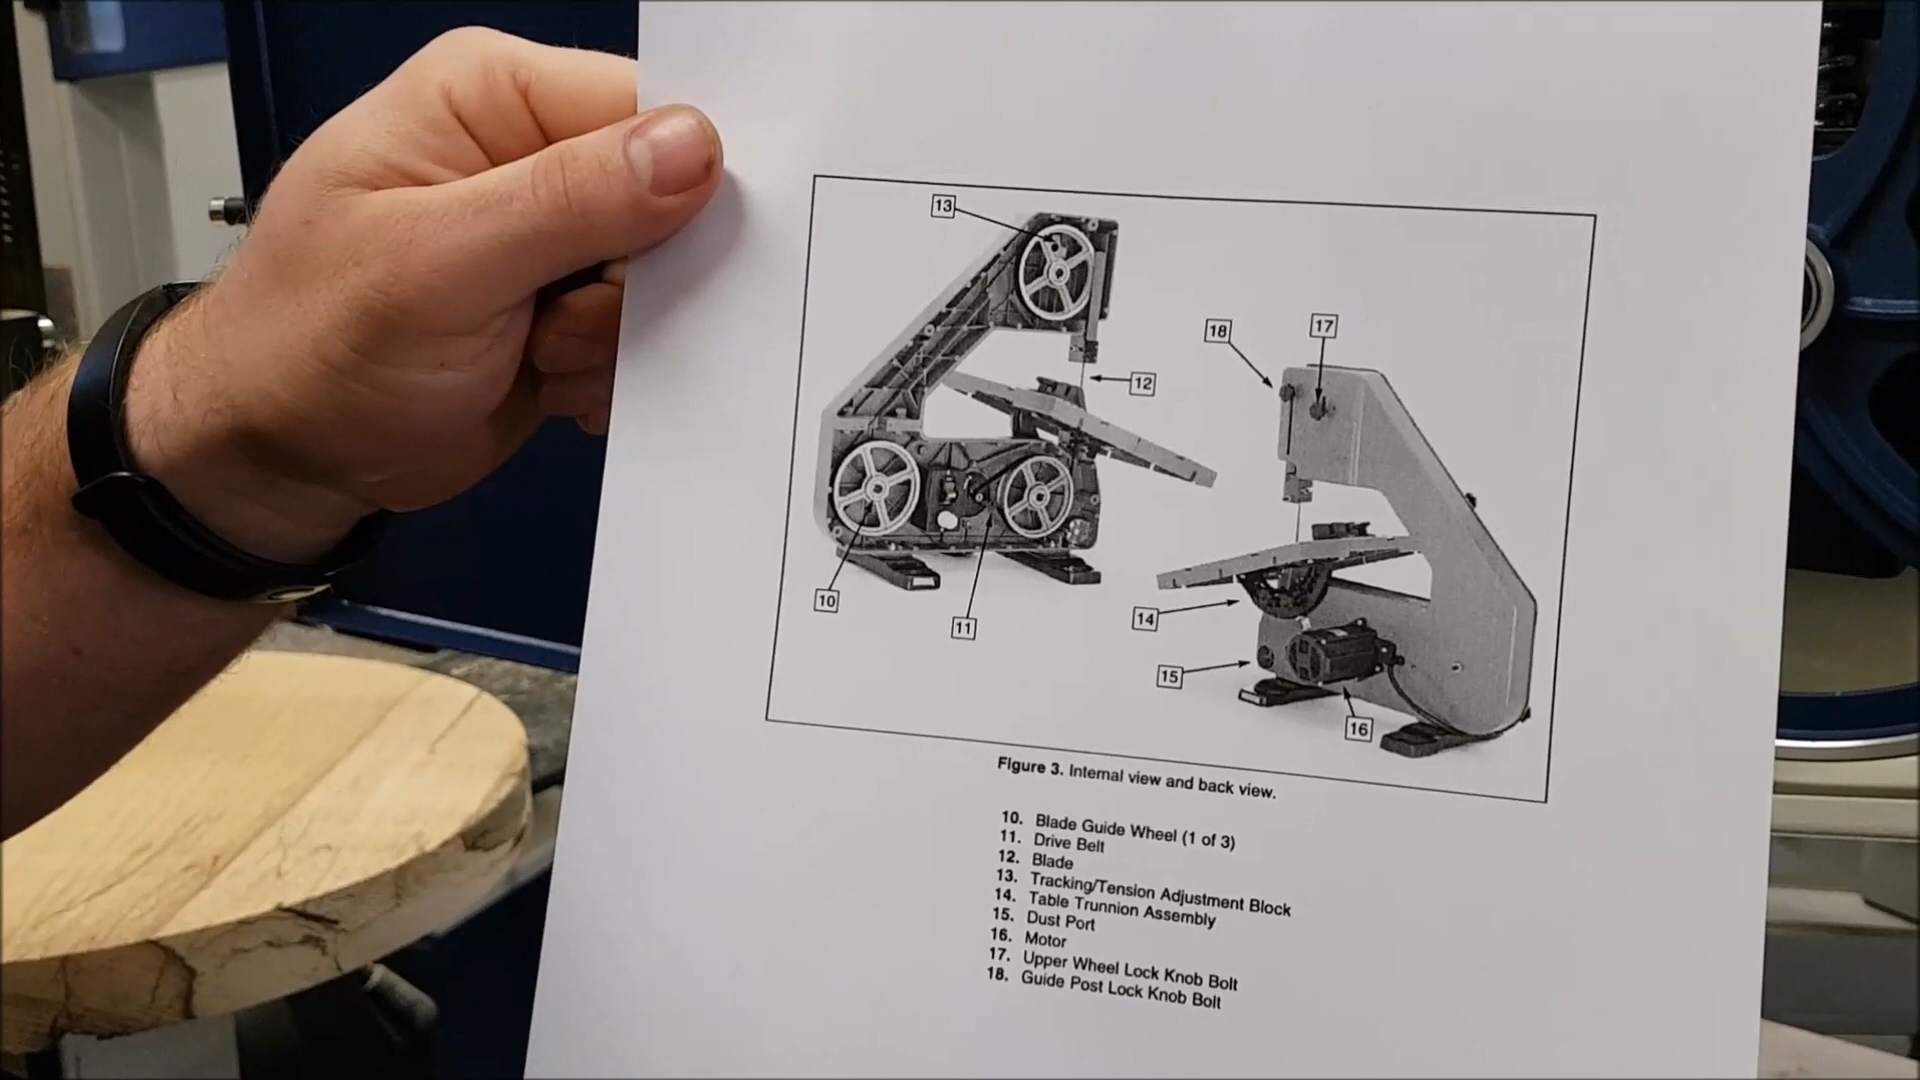 13
18
17
12
10
11
14
15
16
Figure 3. Internal view and back view.
10. Blade Guide Wheel (1 of 3)
11. Drive Belt
12. Blade
13. Tracking/Tension Adjustment Block
14. Table Trunnion Assembly
15. Dust Port
16. Motor
17. Upper Wheel Lock Knob Bolt
18. Guide Post Lock Knob Bolt